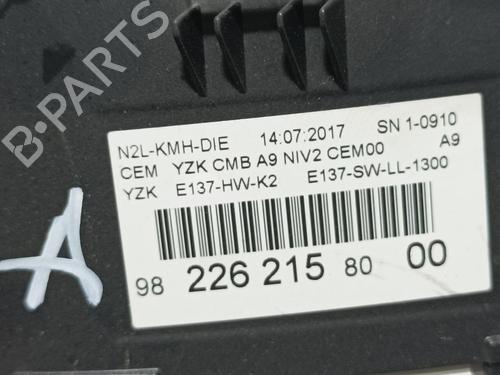 B-PARTS
N2L-KMH-DIE 14:07:2017 SN 1-0910
CEM YZK CMB A9 NIV2 CEM00 A9
YZK E137-HW-K2 E137-SW-LL-1300
98 226 215 80 00
A